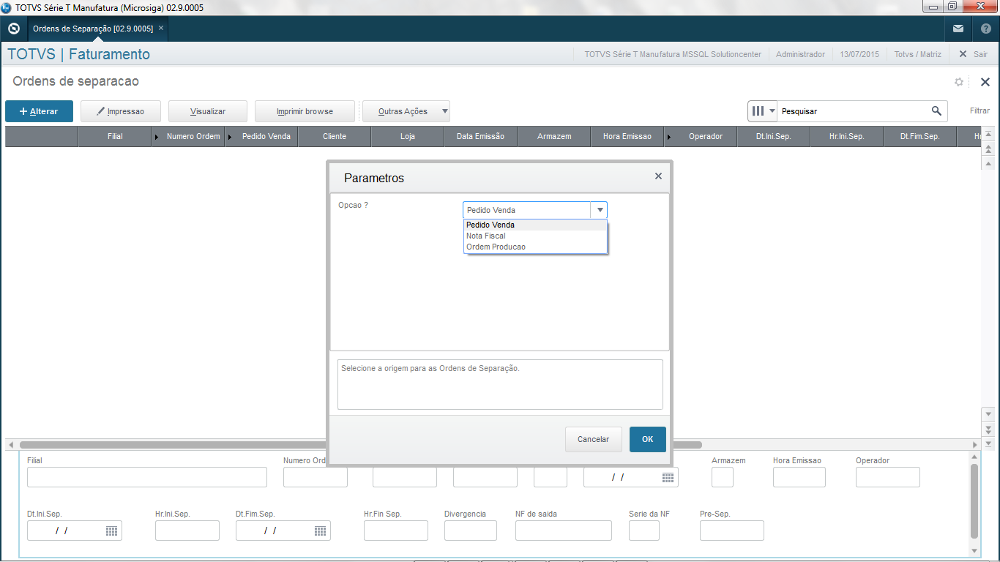 TOTVS Série T Manufatura (Microsiga) 02.9.0005
Ordens de Separação [02.9.0005]
TOTVS | Faturamento
TOTVS Série T Manufatura MSSQL Solutioncenter
Administrador
13/07/2015
Totvs / Matriz
Sair
Ordens de separacao
+ Alterar
Impressao
Visualizar
Imprimir browse
Outras Ações
Pesquisar
Filtrar
Filial
Numero Ordem
Pedido Venda
Cliente
Loja
Data Emissão
Armazem
Hora Emissao
Operador
Dt.Ini.Sep.
Hr.Ini.Sep.
Dt.Fim.Sep.
Parametros
Opcao ?
Pedido Venda
Pedido Venda
Nota Fiscal
Ordem Producao
Selecione a origem para as Ordens de Separação.
Cancelar
OK
Filial
Numero Ord
Armazem
Hora Emissao
Operador
/ /
Dt.Ini.Sep.
Hr.Ini.Sep.
Dt.Fim.Sep.
Hr.Fin Sep.
Divergencia
NF de saida
Serie da NF
Pre-Sep.
/ /
/ /